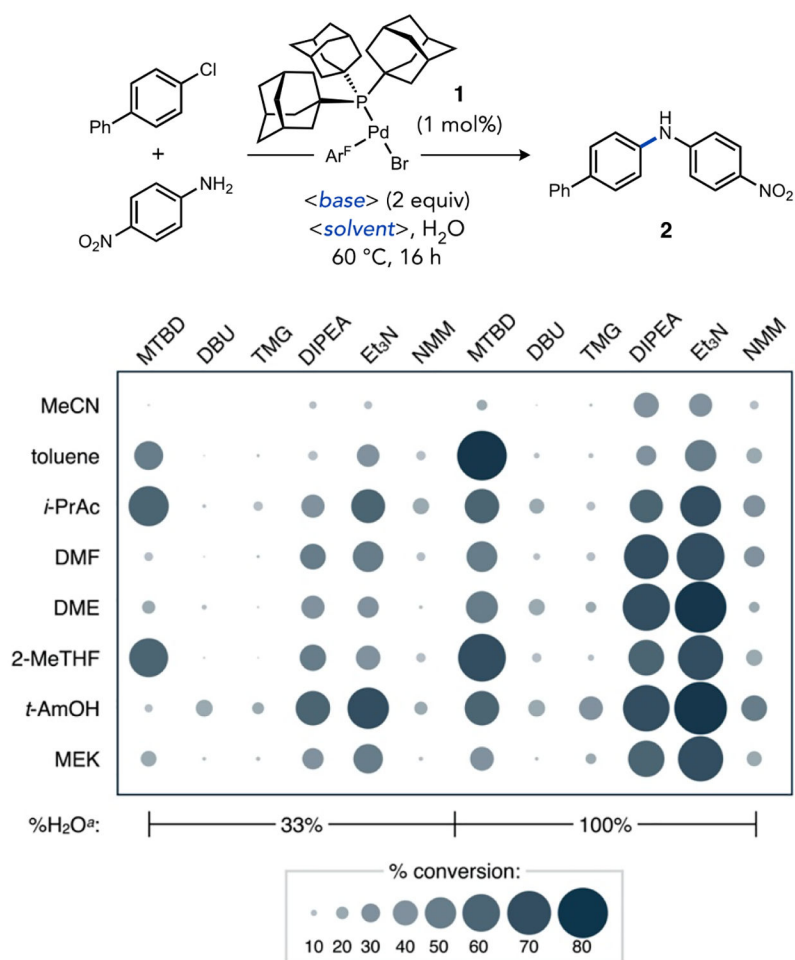 Cl
Ph
+
NH₂
O₂N
P
1
(1 mol%)
Pd
Arᶠ
Br
<base> (2 equiv)
<solvent>, H₂O
60 °C, 16 h
H
N
Ph
NO₂
2
MTBD DBU TMG DIPEA Et₃N NMM MTBD DBU TMG DIPEA Et₃N NMM
MeCN
toluene
i-PrAc
DMF
DME
2-MeTHF
t-AmOH
MEK
%H₂Oᵃ: 33% 100%
% conversion:
10 20 30 40 50 60 70 80